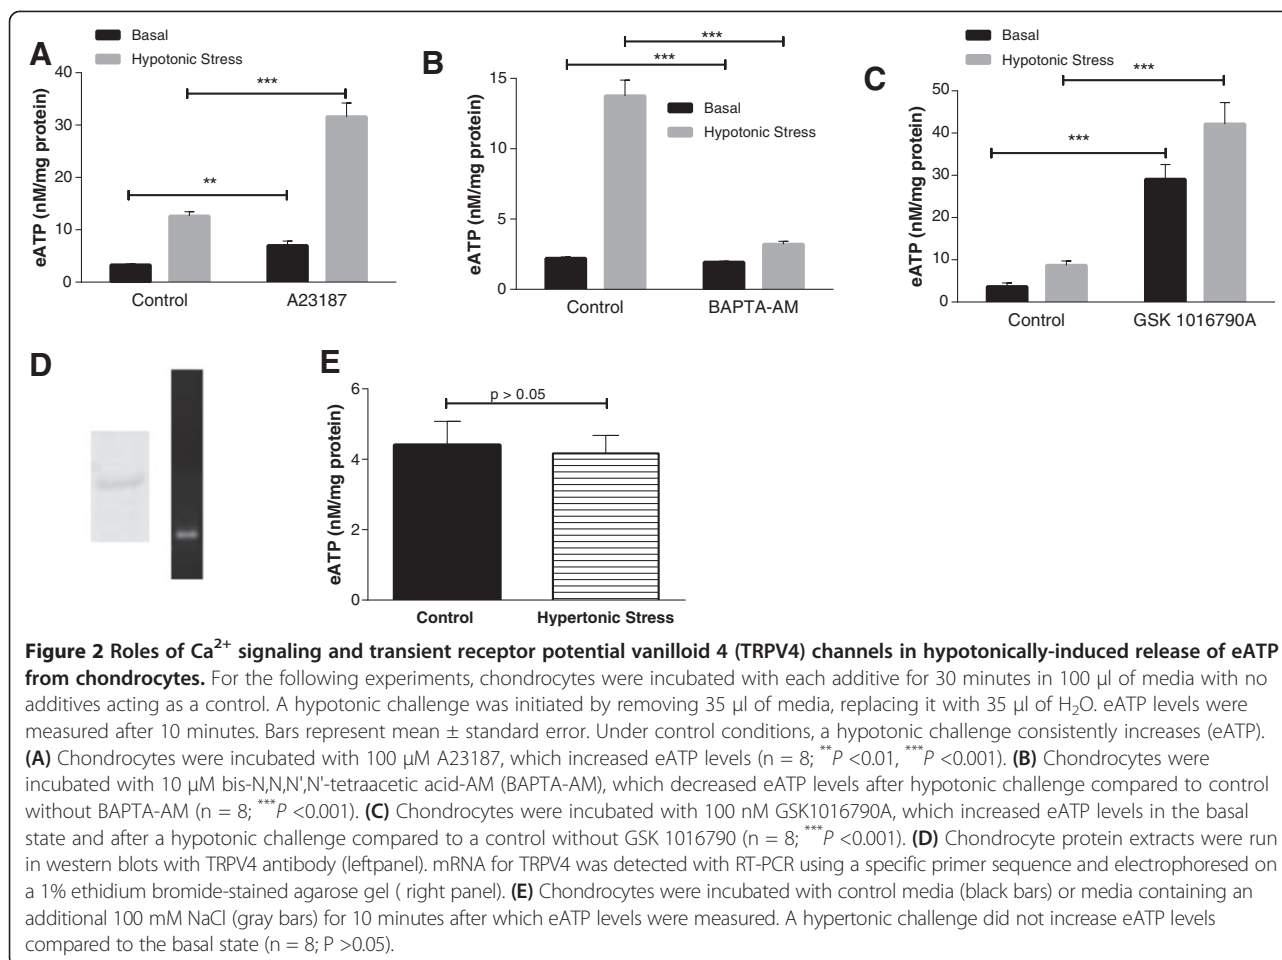 A
Basal
Hypotonic Stress
eATP (nM/mg protein)
40
30
20
10
0
***
**
Control
A23187
B
***
***
eATP (nM/mg protein)
15
10
5
0
Basal
Hypotonic Stress
Control
BAPTA-AM
C
Basal
Hypotonic Stress
eATP (nM/mg protein)
50
40
30
20
10
0
***
***
Control
GSK 1016790A
D
E
eATP (nM/mg protein)
6
4
2
0
p > 0.05
Control
Hypertonic Stress
Figure 2 Roles of Ca2+ signaling and transient receptor potential vanilloid 4 (TRPV4) channels in hypotonically-induced release of eATP
from chondrocytes. For the following experiments, chondrocytes were incubated with each additive for 30 minutes in 100 μl of media with no
additives acting as a control. A hypotonic challenge was initiated by removing 35 μl of media, replacing it with 35 μl of H2O. eATP levels were
measured after 10 minutes. Bars represent mean ± standard error. Under control conditions, a hypotonic challenge consistently increases (eATP).
(A) Chondrocytes were incubated with 100 μM A23187, which increased eATP levels (n = 8; **P <0.01, ***P <0.001). (B) Chondrocytes were
incubated with 10 μM bis-N,N,N',N'-tetraacetic acid-AM (BAPTA-AM), which decreased eATP levels after hypotonic challenge compared to control
without BAPTA-AM (n = 8; ***P <0.001). (C) Chondrocytes were incubated with 100 nM GSK1016790A, which increased eATP levels in the basal
state and after a hypotonic challenge compared to a control without GSK 1016790 (n = 8; ***P <0.001). (D) Chondrocyte protein extracts were run
in western blots with TRPV4 antibody (leftpanel). mRNA for TRPV4 was detected with RT-PCR using a specific primer sequence and electrophoresed on
a 1% ethidium bromide-stained agarose gel ( right panel). (E) Chondrocytes were incubated with control media (black bars) or media containing an
additional 100 mM NaCl (gray bars) for 10 minutes after which eATP levels were measured. A hypertonic challenge did not increase eATP levels
compared to the basal state (n = 8; P >0.05).